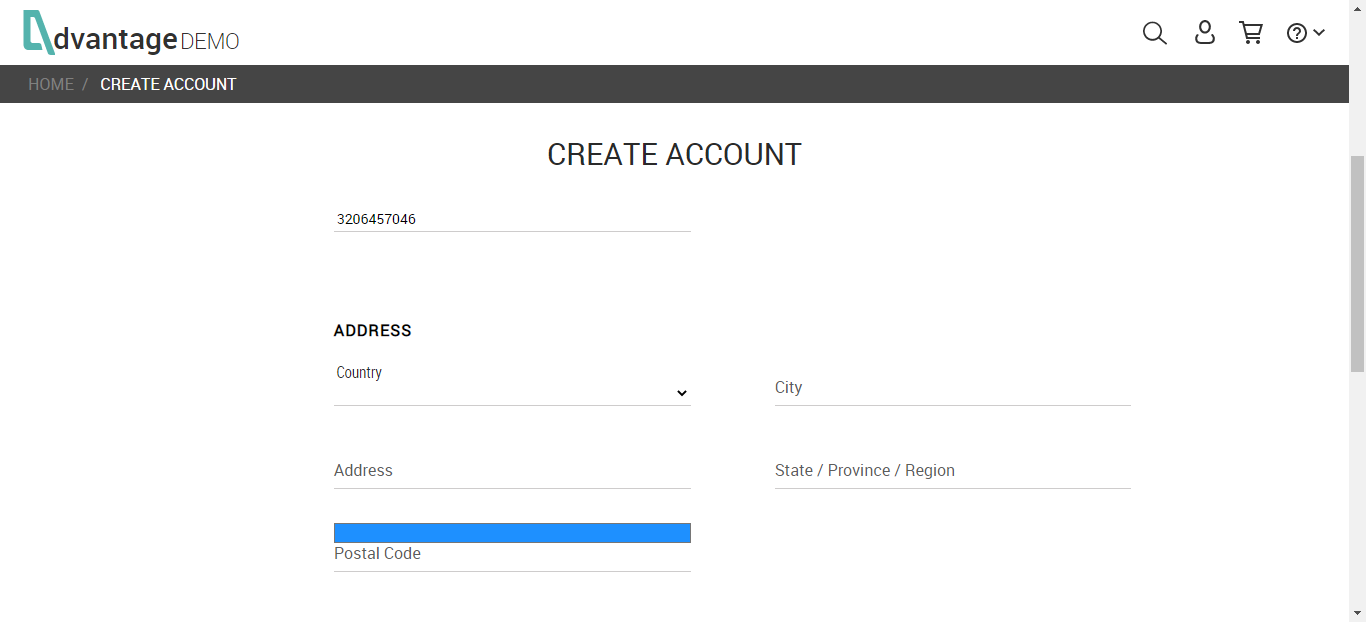 dvantage DEMO
HOME / CREATE ACCOUNT
CREATE ACCOUNT
3206457046
ADDRESS
Country
City
Address
State / Province / Region
Postal Code